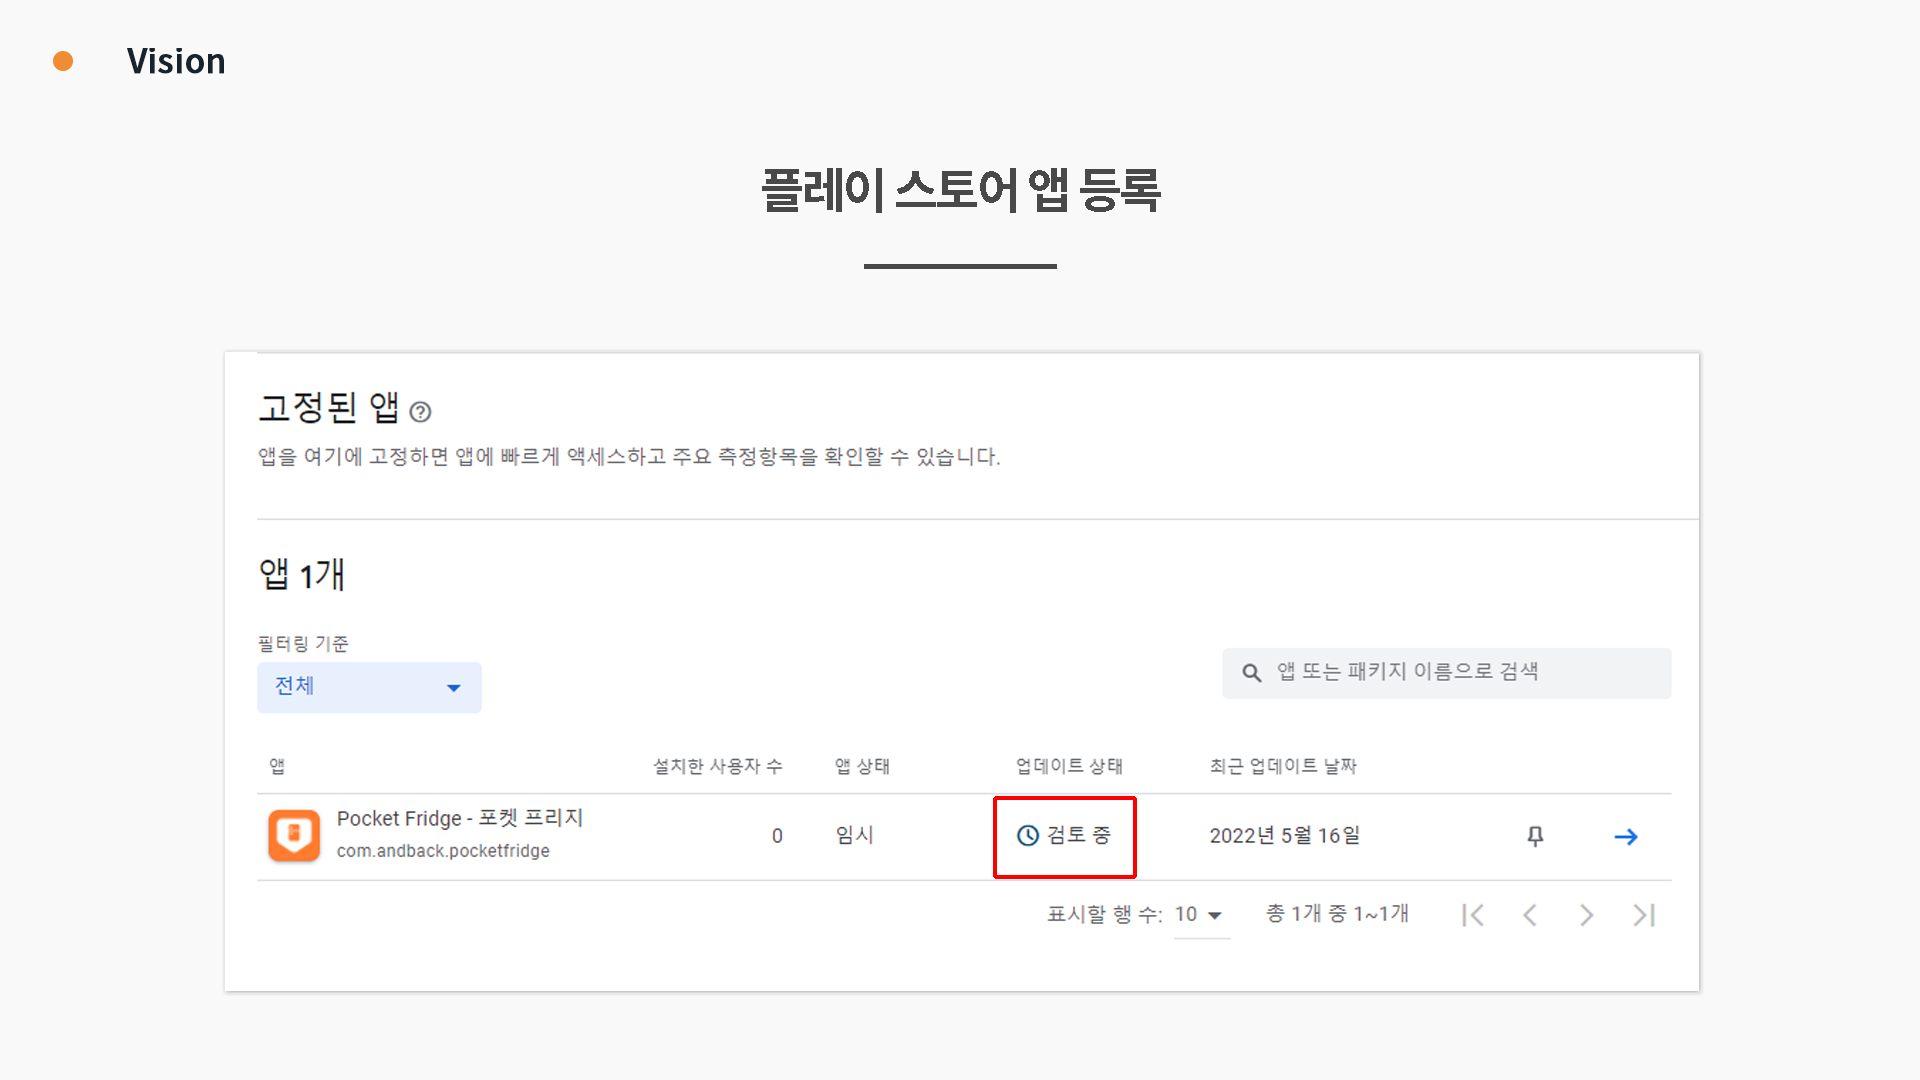 Vision
플레이 스토어 앱 등록
고정된 앱
앱을 여기에 고정하면 앱에 빠르게 액세스하고 주요 측정항목을 확인할 수 있습니다.
앱 1개
필터링 기준
전체
앱 또는 패키지 이름으로 검색
앱 설치한 사용자 수 앱 상태 업데이트 상태 최근 업데이트 날짜
Pocket Fridge - 포켓 프리지
com.andback.pocketfridge
0 임시 검토 중 2022년 5월 16일
표시할 행 수: 10 총 1개 중 1~1개